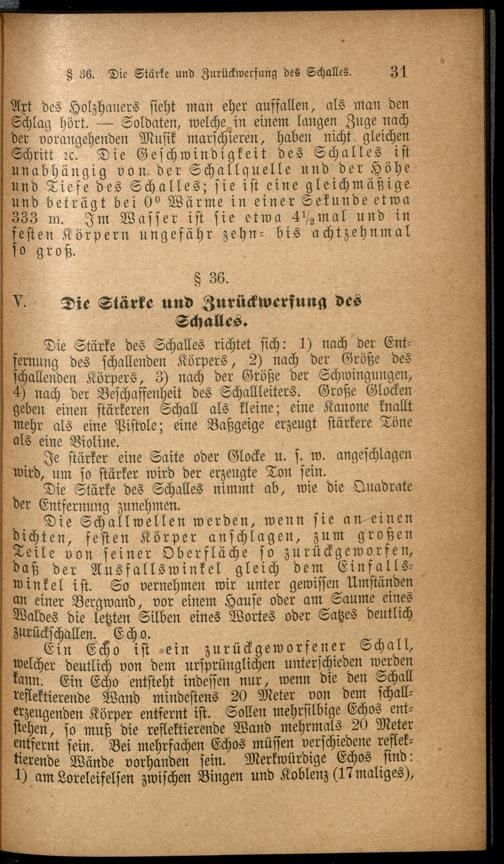 § 36. Die Stärke und Zurückwerfung des Schalles. 31
Axt des Holzhauers sieht man eher auffallen, als man den
Schlag hört. — Soldaten, welche in einem langen Zuge nach
der vorangehenden Musik marschieren, haben nicht gleichen
Schritt ꝛc. Die Geschwindigkeit des Schalles ist
unabhängig von der Schallquelle und der Höhe
und Tiefe des Schalles; sie ist eine gleichmäßige
und beträgt bei 0⁰ Wärme in einer Sekunde etwa
333 m. Im Wasser ist sie etwa 4½mal und in
festen Körpern ungefähr zehn- bis achtzehnmal
so groß.
§ 36.
V. Die Stärke und Zurückwerfung des
Schalles.
Die Stärke des Schalles richtet sich: 1) nach der Ent-
fernung des schallenden Körpers, 2) nach der Größe des
schallenden Körpers, 3) nach der Größe der Schwingungen,
4) nach der Beschaffenheit des Schallleiters. Große Glocken
geben einen stärkeren Schall als kleine; eine Kanone knallt
mehr als eine Pistole; eine Baßgeige erzeugt stärkere Töne
als eine Violine.
Je stärker eine Saite oder Glocke u. s. w. angeschlagen
wird, um so stärker wird der erzeugte Ton sein.
Die Stärke des Schalles nimmt ab, wie die Quadrate
der Entfernung zunehmen.
Die Schallwellen werden, wenn sie an einen
dichten, festen Körper anschlagen, zum großen
Teile von seiner Oberfläche so zurückgeworfen,
daß der Ausfallswinkel gleich dem Einfalls-
winkel ist. So vernehmen wir unter gewissen Umständen
an einer Bergwand, vor einem Hause oder am Saume eines
Waldes die letzten Silben eines Wortes oder Satzes deutlich
zurückschallen. Echo.
Ein Echo ist ein zurückgeworfener Schall,
welcher deutlich von dem ursprünglichen unterschieden werden
kann. Ein Echo entsteht indessen nur, wenn die den Schall
reflektierende Wand mindestens 20 Meter von dem schall-
erzeugenden Körper entfernt ist. Sollen mehrsilbige Echos ent-
stehen, so muß die reflektierende Wand mehrmals 20 Meter
entfernt sein. Bei mehrfachen Echos müssen verschiedene reflek-
tierende Wände vorhanden sein. Merkwürdige Echos sind:
1) am Loreleifelsen zwischen Bingen und Koblenz (17maliges),